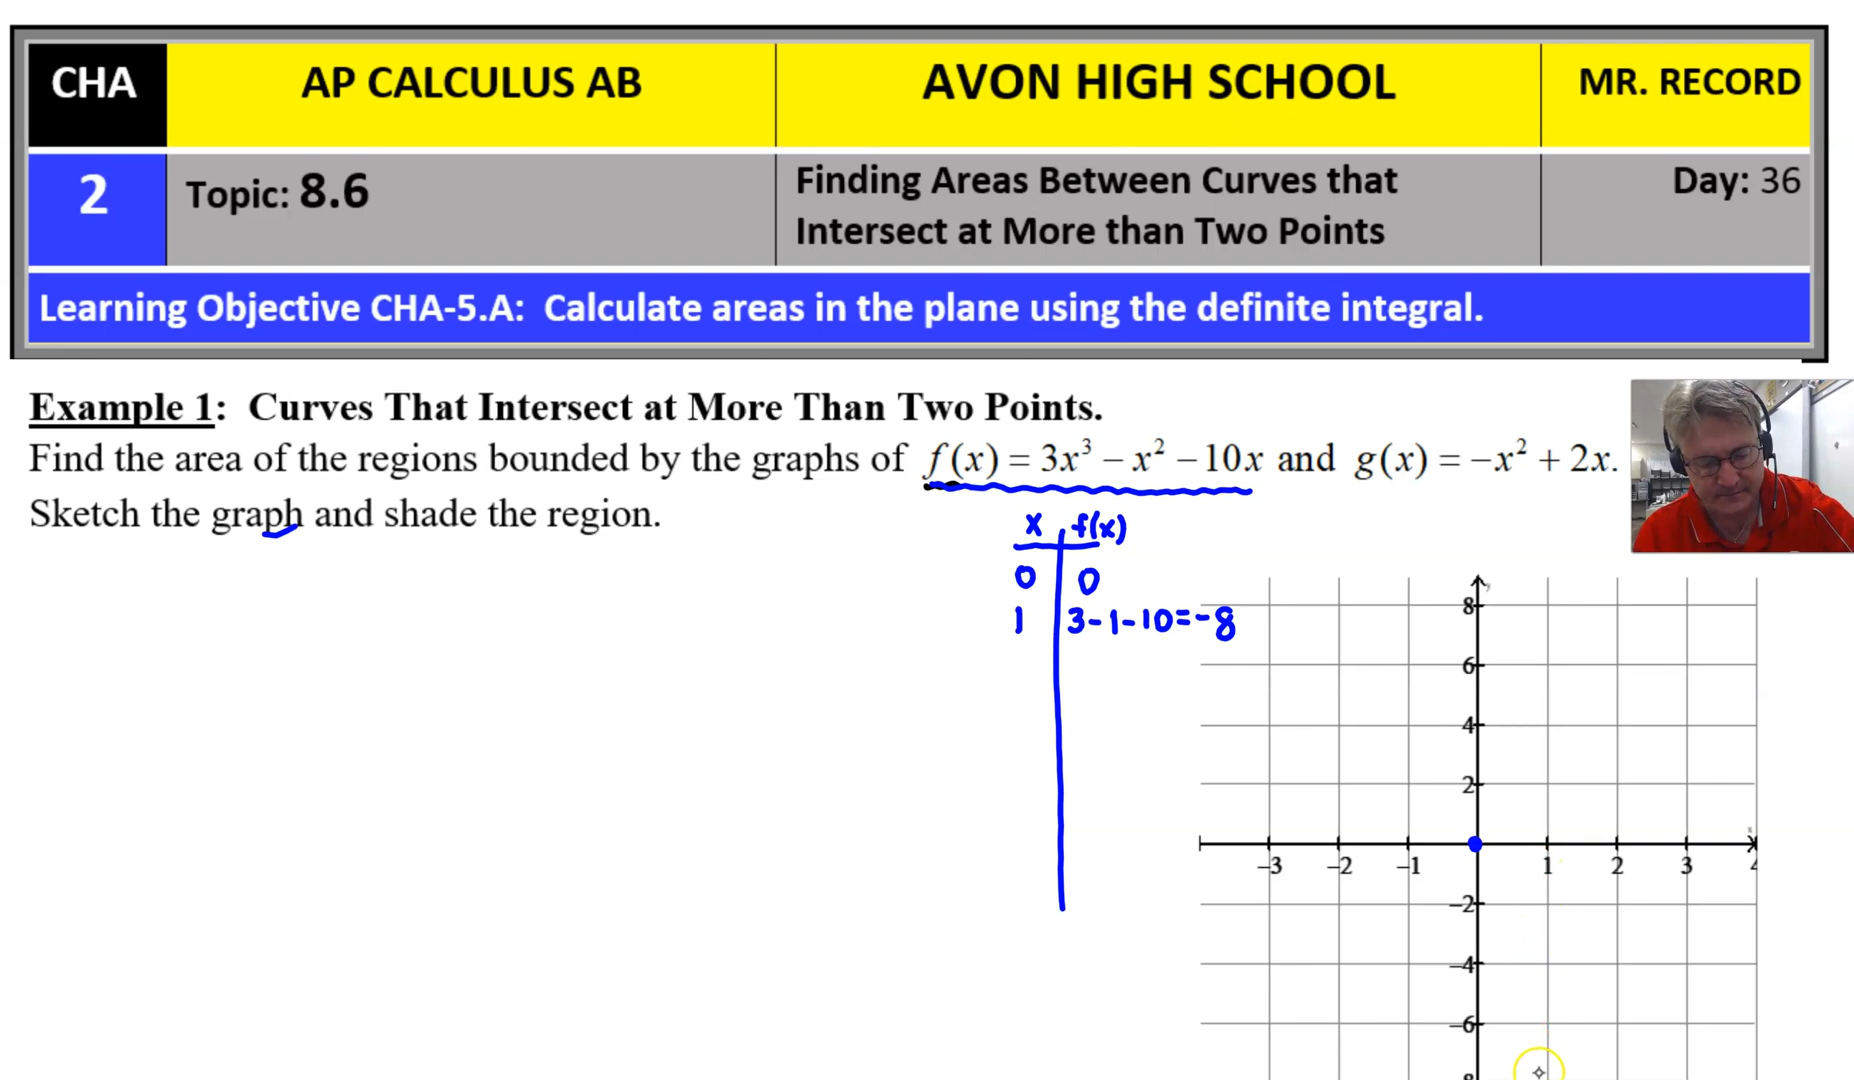 CHA AP CALCULUS AB AVON HIGH SCHOOL MR. RECORD
2 Topic: 8.6 Finding Areas Between Curves that Day: 36
Intersect at More than Two Points
Learning Objective CHA-5.A: Calculate areas in the plane using the definite integral.
Example 1: Curves That Intersect at More Than Two Points.
Find the area of the regions bounded by the graphs of f(x) = 3x³ – x² – 10x and g(x) = –x² + 2x.
Sketch the graph and shade the region.
x f(x)
0 0
1 3-1-10=-8
8
6
4
2
–3 –2 –1 1 2 3
–2
–4
–6